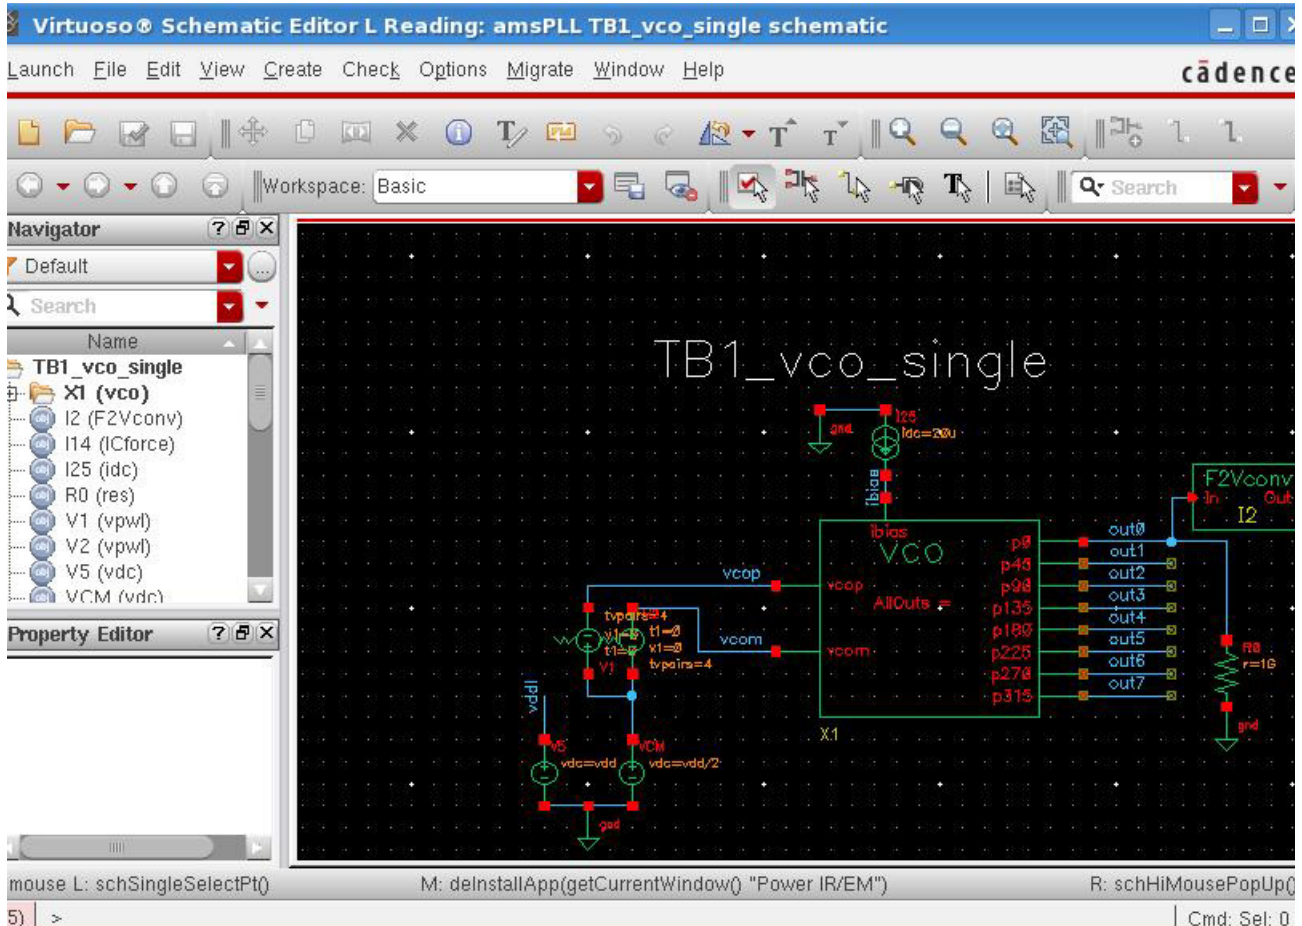 Virtuoso® Schematic Editor L Reading: amsPLL TB1_vco_single schematic
Launch File Edit View Create Check Options Migrate Window Help
cādence
Workspace: Basic
Search
Navigator
Default
Search
Name
TB1_vco_single
X1 (vco)
I2 (F2Vconv)
I14 (ICforce)
I25 (idc)
R0 (res)
V1 (vpwl)
V2 (vpwl)
V5 (vdc)
VCM (vdc)
Property Editor
TB1_vco_single
I25
gnd
idc=20u
ibias
F2Vconv
In Out
I2
ibias
VCO
AllOuts =
vcop
vcop
vcom
vcom
p0 out0
p45 out1
p90 out2
p135 out3
p180 out4
p225 out5
p270 out6
p315 out7
X1
R0
r=1G
gnd
tvpairs=4
v1=0
t1=0
V1
t1=0
v1=0
tvpairs=4
vdd!
V5
vdc=vdd
VCM
vdc=vdd/2
gnd
mouse L: schSingleSelectPt()
M: deInstallApp(getCurrentWindow() "Power IR/EM")
R: schHiMousePopUp()
5) >
Cmd: Sel: 0